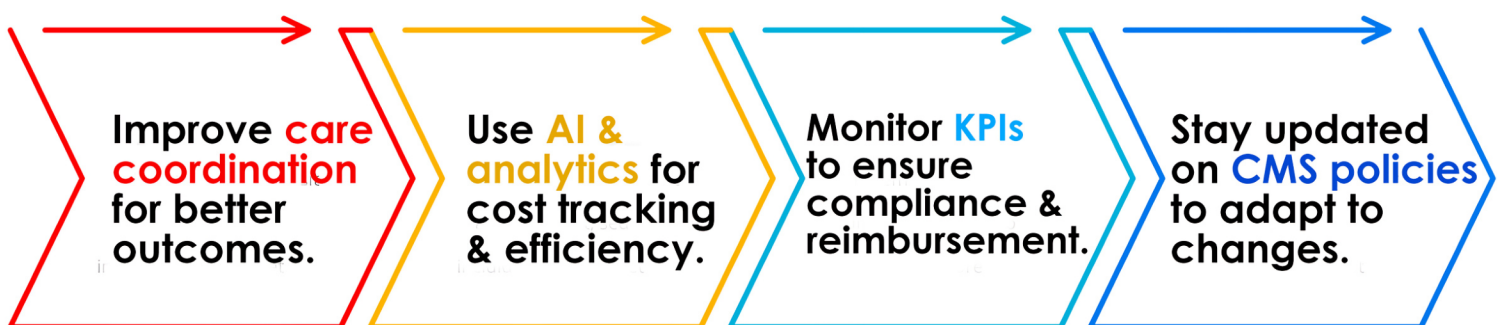 Improve care
coordination
for better
outcomes.
Use AI &
analytics for
cost tracking
& efficiency.
Monitor KPIs
to ensure
compliance &
reimbursement.
Stay updated
on CMS policies
to adapt to
changes.